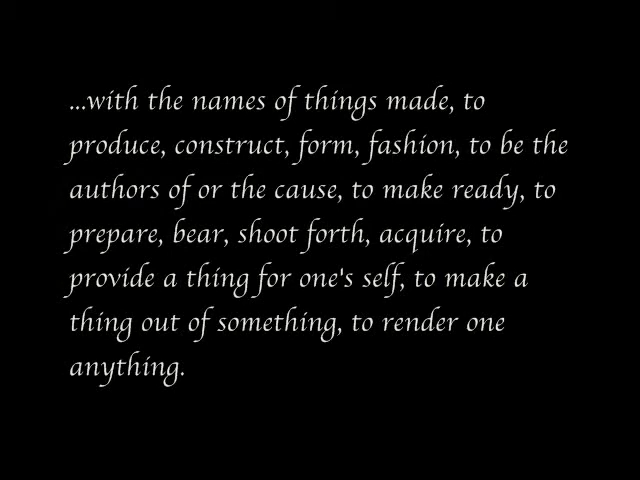 ...with the names of things made, to
produce, construct, form, fashion, to be the
authors of or the cause, to make ready, to
prepare, bear, shoot forth, acquire, to
provide a thing for one's self, to make a
thing out of something, to render one
anything.